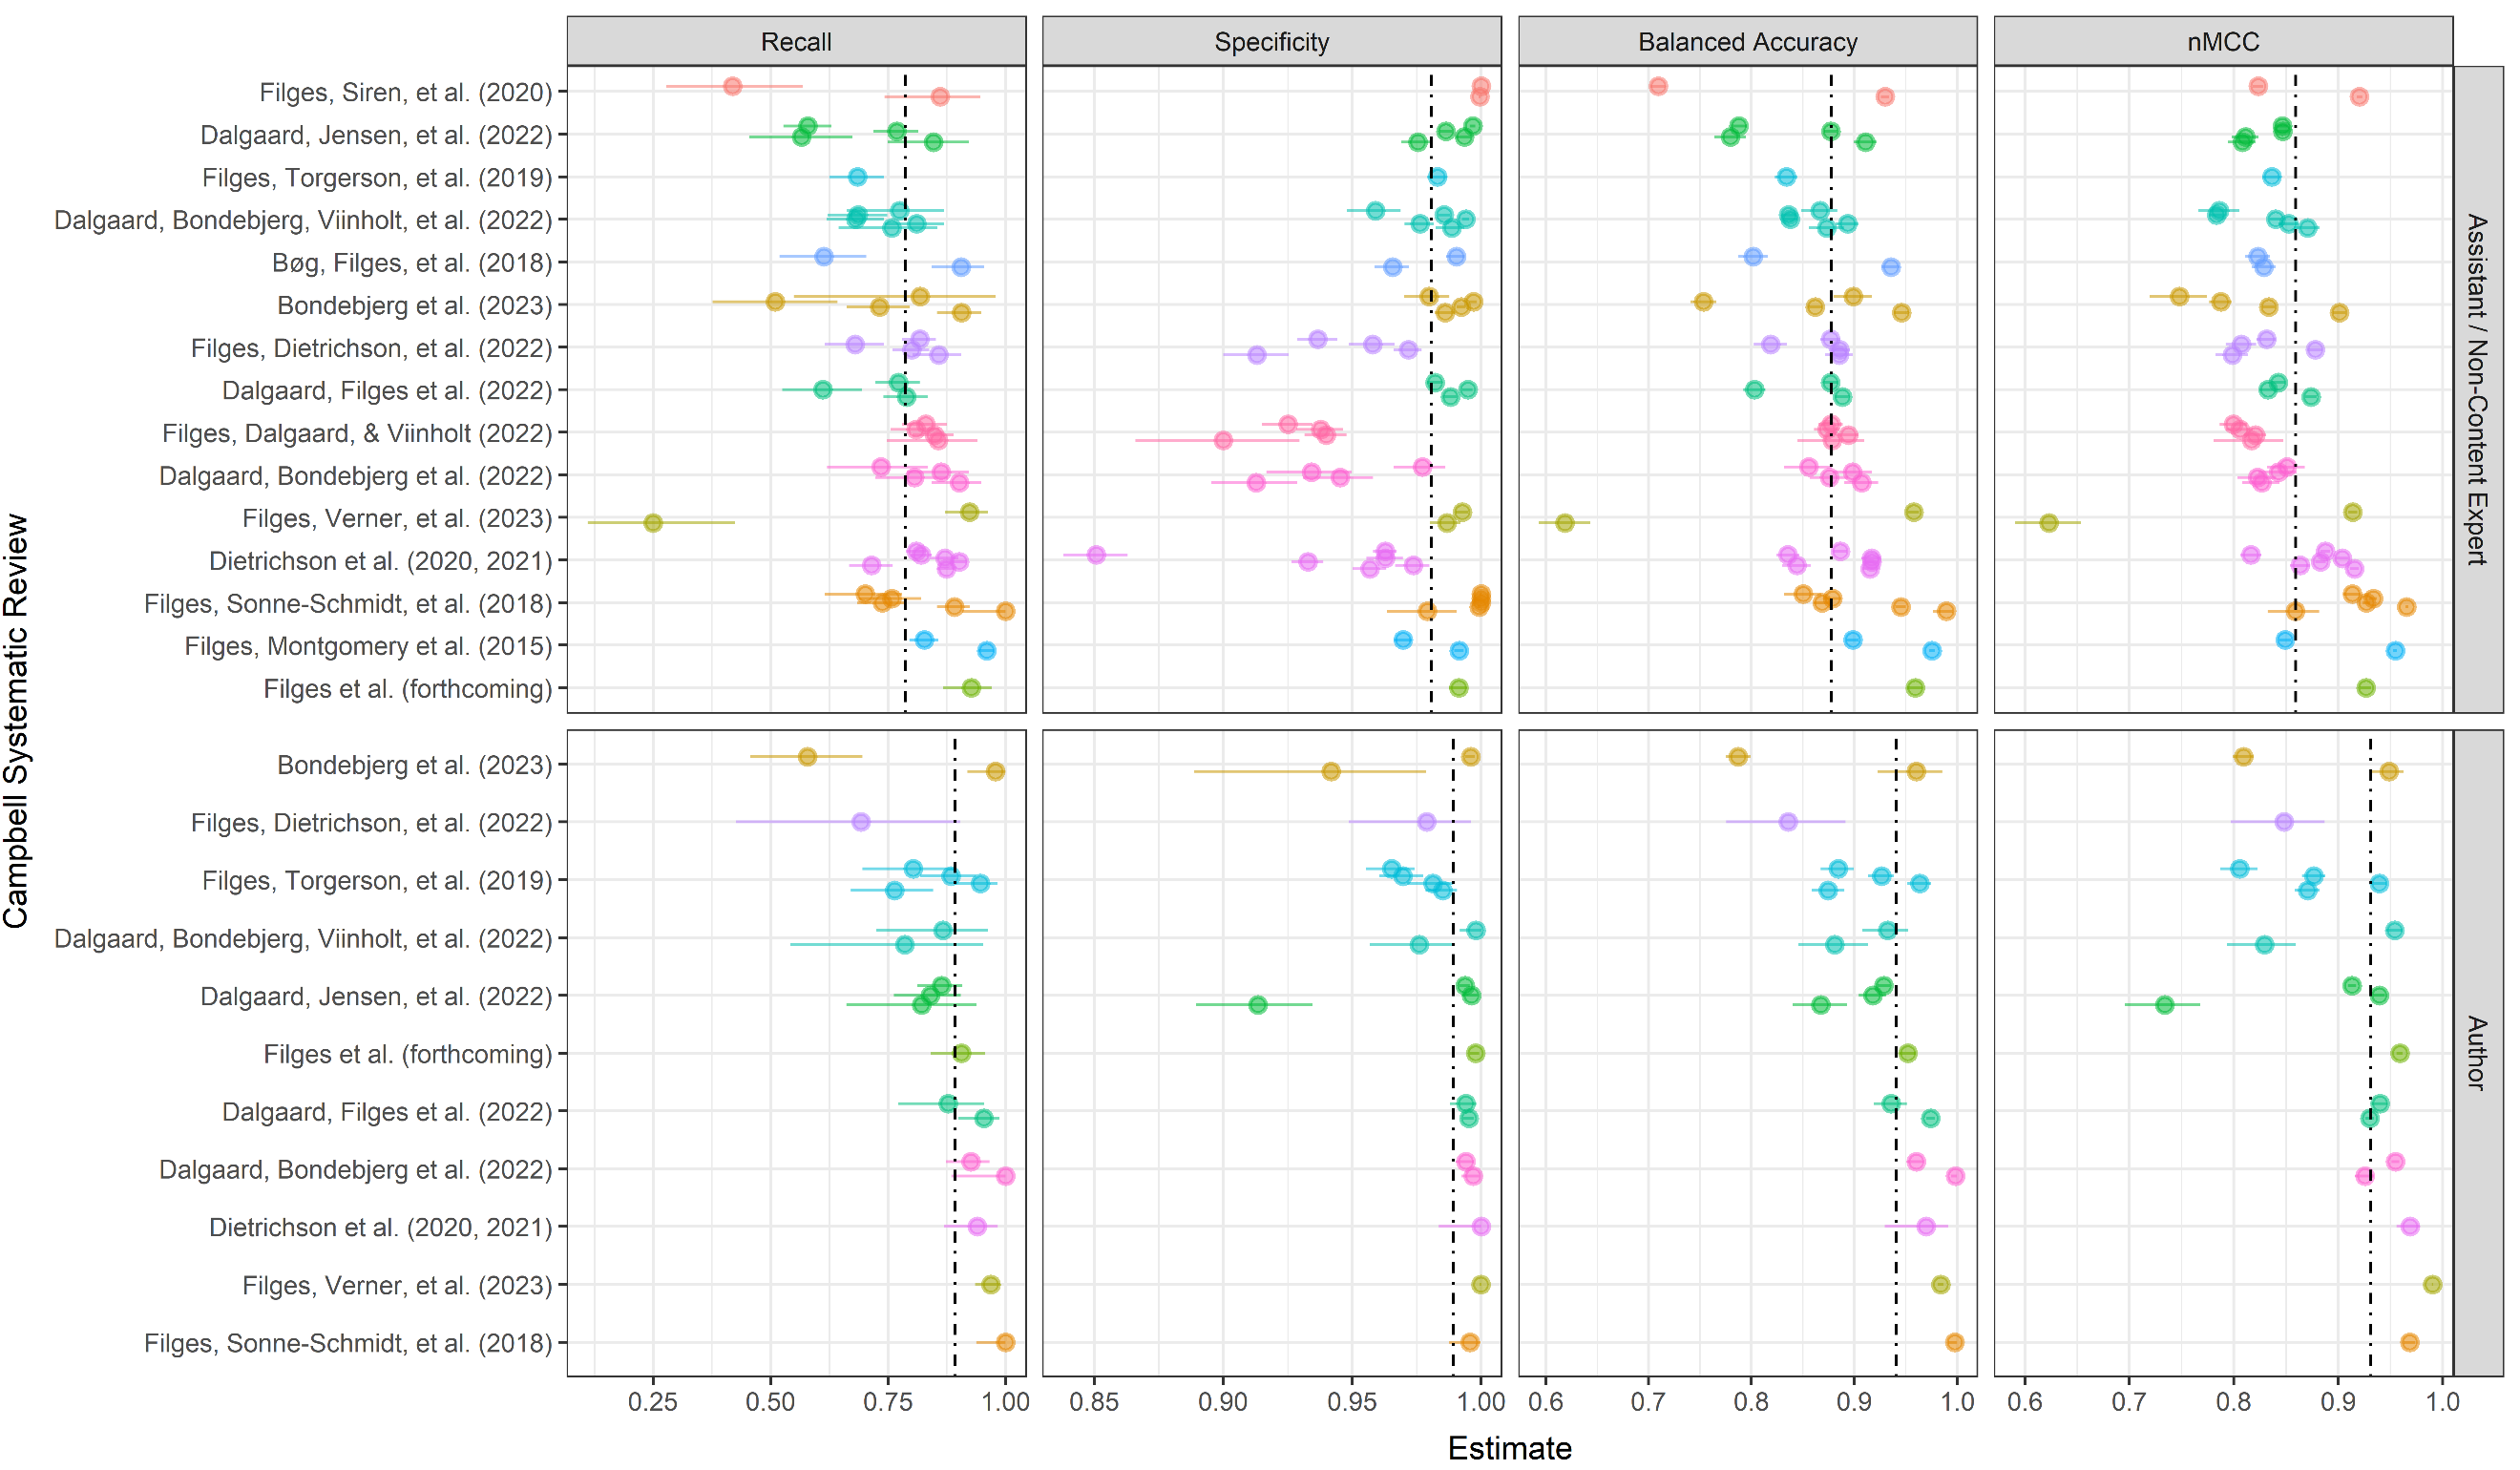 Recall
Specificity
Balanced Accuracy
nMCC
Campbell Systematic Review
Filges, Siren, et al. (2020)
Dalgaard, Jensen, et al. (2022)
Filges, Torgerson, et al. (2019)
Dalgaard, Bondebjerg, Viinholt, et al. (2022)
Bøg, Filges, et al. (2018)
Bondebjerg et al. (2023)
Filges, Dietrichson, et al. (2022)
Dalgaard, Filges et al. (2022)
Filges, Dalgaard, & Viinholt (2022)
Dalgaard, Bondebjerg et al. (2022)
Filges, Verner, et al. (2023)
Dietrichson et al. (2020, 2021)
Filges, Sonne-Schmidt, et al. (2018)
Filges, Montgomery et al. (2015)
Filges et al. (forthcoming)
Assistant / Non-Content Expert
Bondebjerg et al. (2023)
Filges, Dietrichson, et al. (2022)
Filges, Torgerson, et al. (2019)
Dalgaard, Bondebjerg, Viinholt, et al. (2022)
Dalgaard, Jensen, et al. (2022)
Filges et al. (forthcoming)
Dalgaard, Filges et al. (2022)
Dalgaard, Bondebjerg et al. (2022)
Dietrichson et al. (2020, 2021)
Filges, Verner, et al. (2023)
Filges, Sonne-Schmidt, et al. (2018)
Author
0.25 0.50 0.75 1.00
0.85 0.90 0.95 1.00
0.6 0.7 0.8 0.9 1.0
0.6 0.7 0.8 0.9 1.0
Estimate